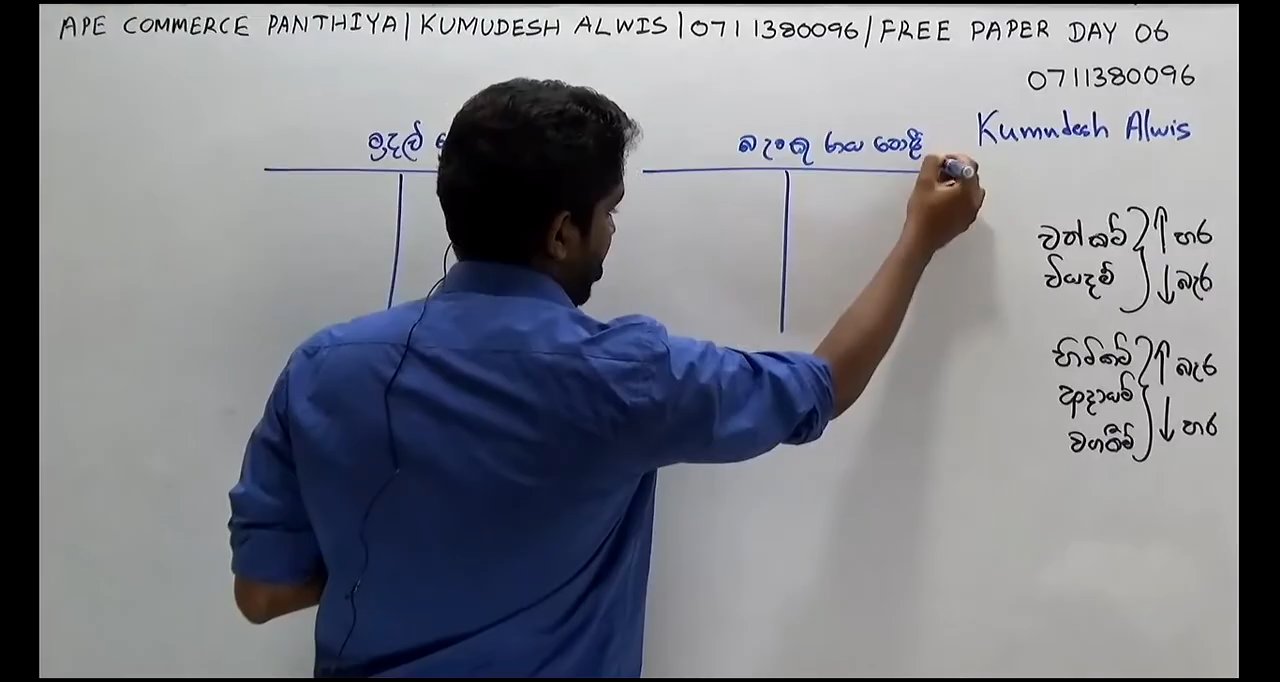 APE COMMERCE PANTHIYA | KUMUDESH ALWIS | 0711380096 / FREE PAPER DAY 06
0711380096
Kumudesh Alwis
ඉදල්
බැංකු රාය පොළි
වත්කම් ↑ හර
වියදම් ↓ බැර
හිමිකම් ↑ බැර
ආදායම්
වගකීම් ↓ හර